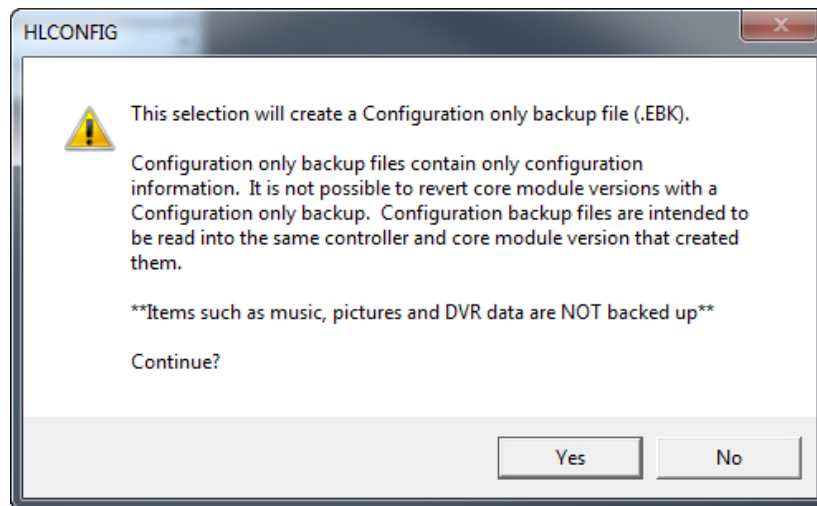 HLCONFIG
This selection will create a Configuration only backup file (.EBK).
Configuration only backup files contain only configuration
information.  It is not possible to revert core module versions with a
Configuration only backup.  Configuration backup files are intended to
be read into the same controller and core module version that created
them.
**Items such as music, pictures and DVR data are NOT backed up**
Continue?
Yes
No